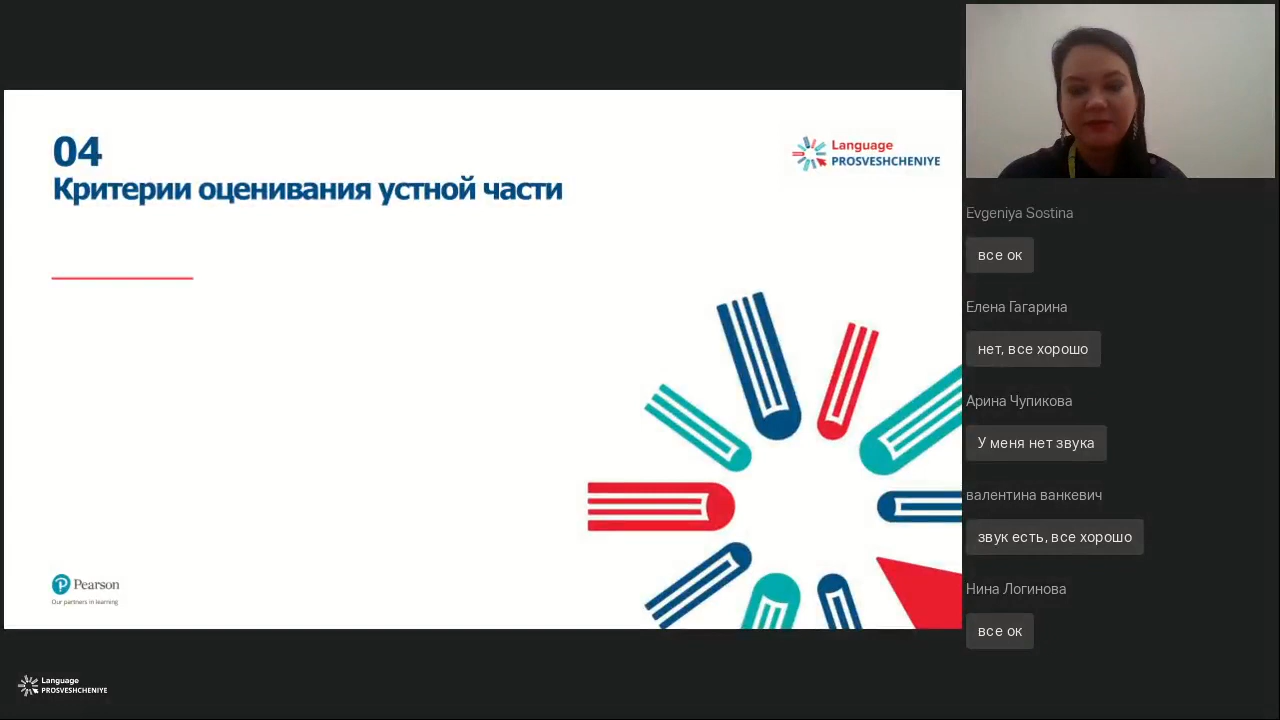 04
Критерии оценивания устной части
Language
PROSVESHCHENIYE
Pearson
Our partners in learning
Language
PROSVESHCHENIYE
Evgeniya Sostina
все ок
Елена Гагарина
нет, все хорошо
Арина Чупикова
У меня нет звука
валентина ванкевич
звук есть, все хорошо
Нина Логинова
все ок